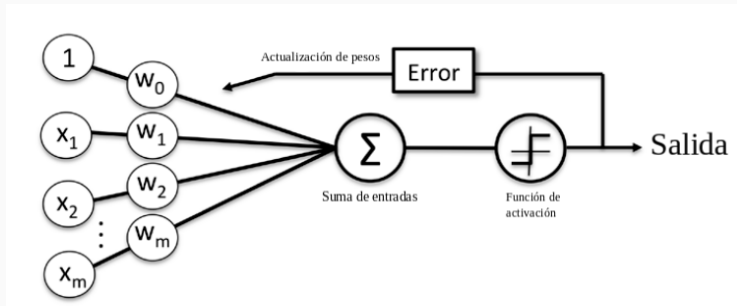 1
w₀
Actualización de pesos
Error
x₁
w₁
Σ
Salida
x₂
w₂
Suma de entradas
Función de
activación
⋮
wₘ
xₘ